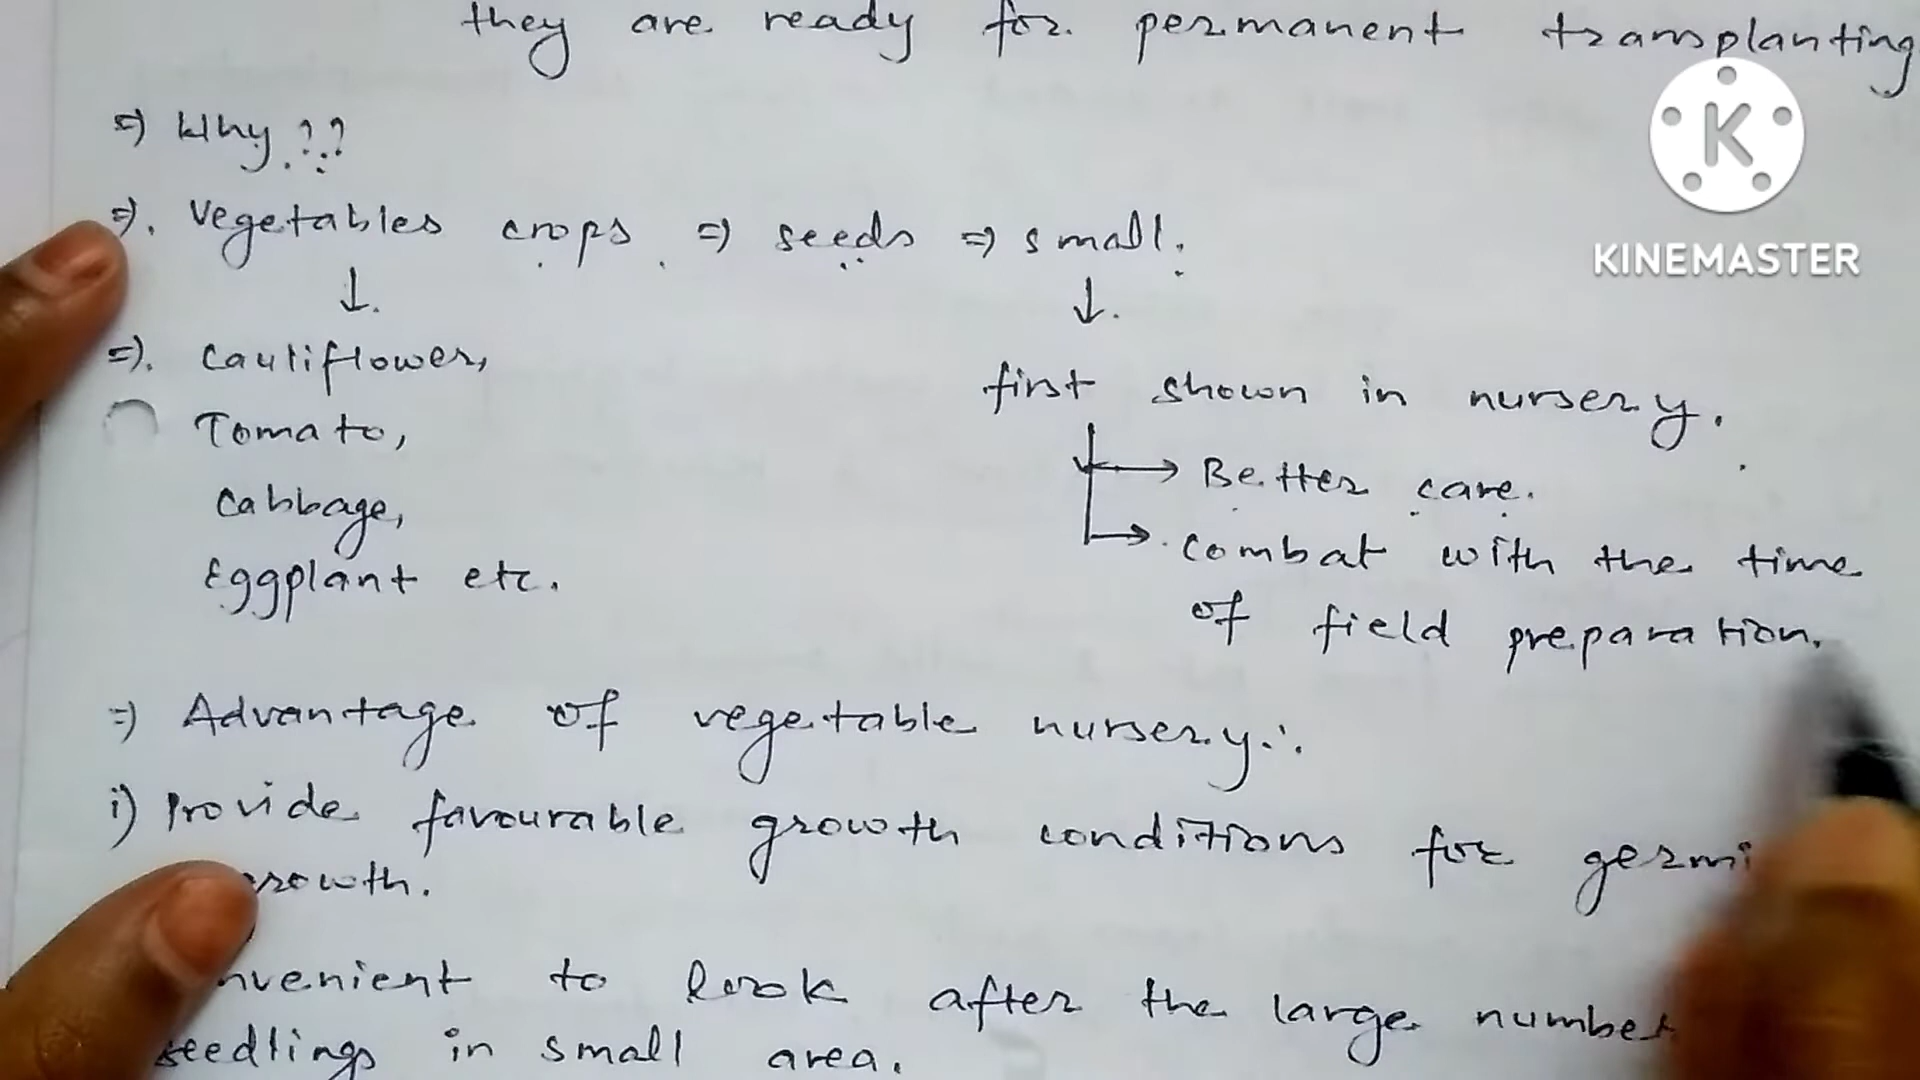 they are ready for permanent transplanting
K
KINEMASTER
⇒ Why ??
⇒ Vegetables crops ⇒ seeds ⇒ small.
↓ ↓
⇒ Cauliflower,
Tomato,
Cabbage,
Eggplant etc.
first shown in nursery.
→ Better care.
→ combat with the time
of field preparation.
⇒ Advantage of vegetable nursery:
i) Provide favourable growth conditions for
growth.
to look after the large number
seedlings in small area.